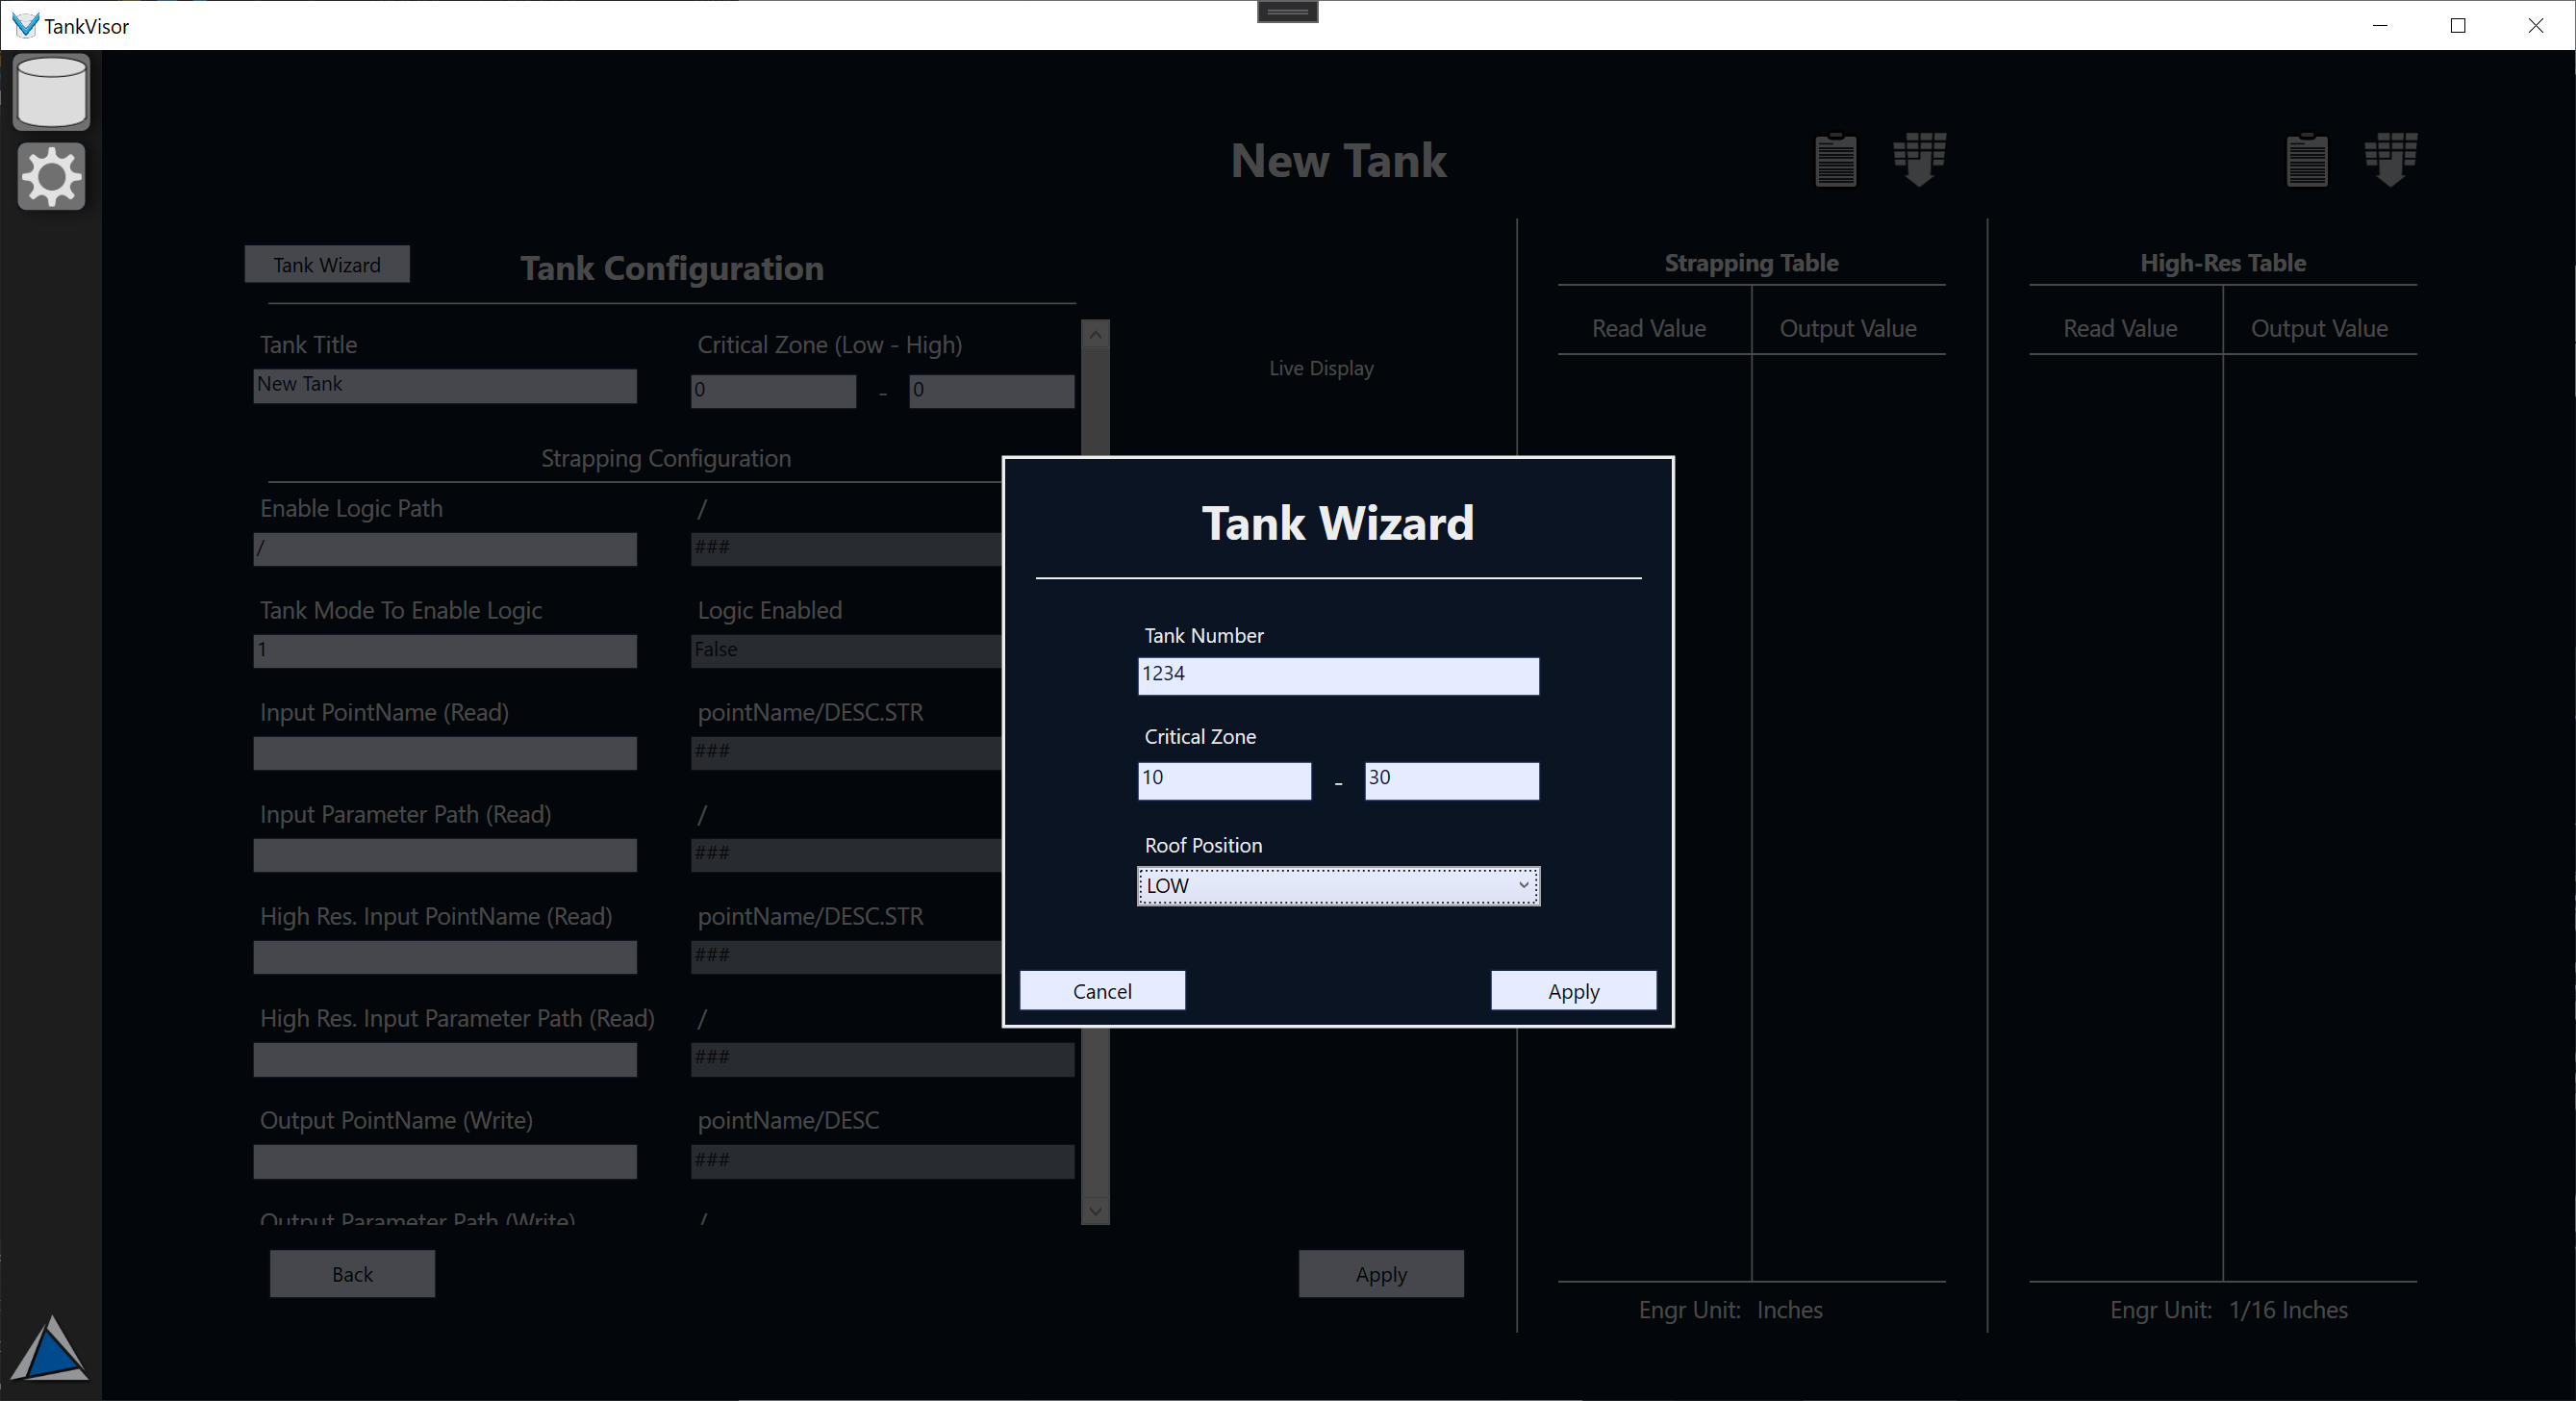 TankVisor
New Tank
Tank Wizard
Tank Configuration
Tank Title
Critical Zone (Low - High)
New Tank
0 - 0
Strapping Configuration
Enable Logic Path
/
/
###
Tank Mode To Enable Logic
Logic Enabled
1
False
Input PointName (Read)
pointName/DESC.STR
###
Input Parameter Path (Read)
/
###
High Res. Input PointName (Read)
pointName/DESC.STR
###
High Res. Input Parameter Path (Read)
/
###
Output PointName (Write)
pointName/DESC
###
Output Parameter Path (Write)
/
Back
Apply
Live Display
Tank Wizard
Tank Number
1234
Critical Zone
10 - 30
Roof Position
LOW
Cancel
Apply
Strapping Table
Read Value
Output Value
Engr Unit: Inches
High-Res Table
Read Value
Output Value
Engr Unit: 1/16 Inches